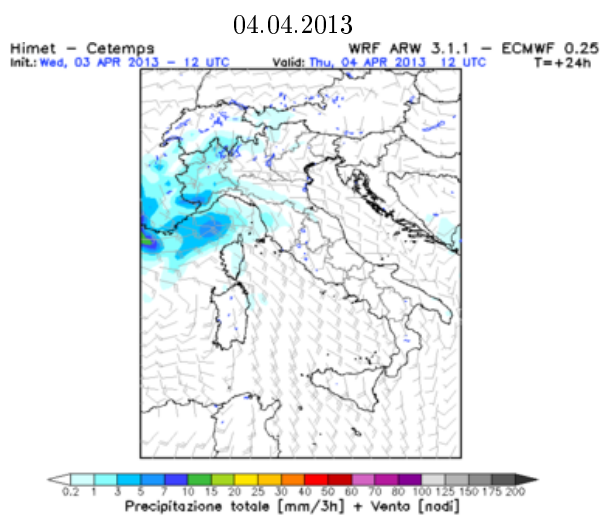 04.04.2013
Himet - Cetemps WRF ARW 3.1.1 - ECMWF 0.25
Init.: Wed, 03 APR 2013 - 12 UTC Valid: Thu, 04 APR 2013 12 UTC T=+24h
0.2 1 3 5 7 10 15 20 25 30 40 50 60 70 80 100 125 150 175 200
Precipitazione totale [mm/3h] + Vento [nodi]